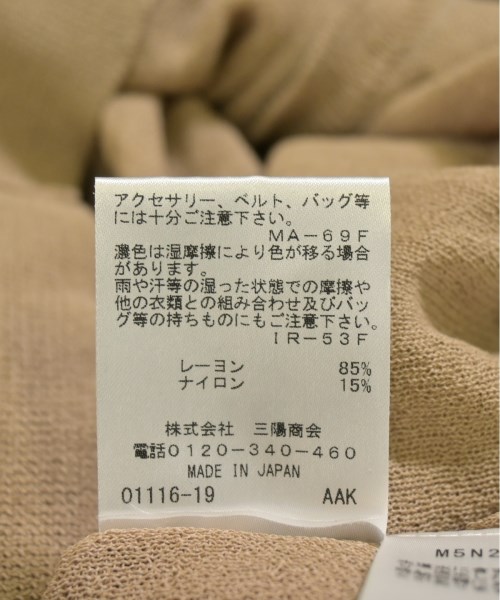 アクセサリー、ベルト、バッグ等
には十分ご注意下さい。
MA-69F
濃色は湿摩擦により色が移る場合
があります。
雨や汗等の湿った状態での摩擦や
他の衣類との組み合わせ及びバッ
グ等の持ちものにもご注意下さい。
IR-53F
レーヨン 85%
ナイロン 15%
株式会社 三陽商会
電話0120-340-460
MADE IN JAPAN
01116-19 AAK
M5N2